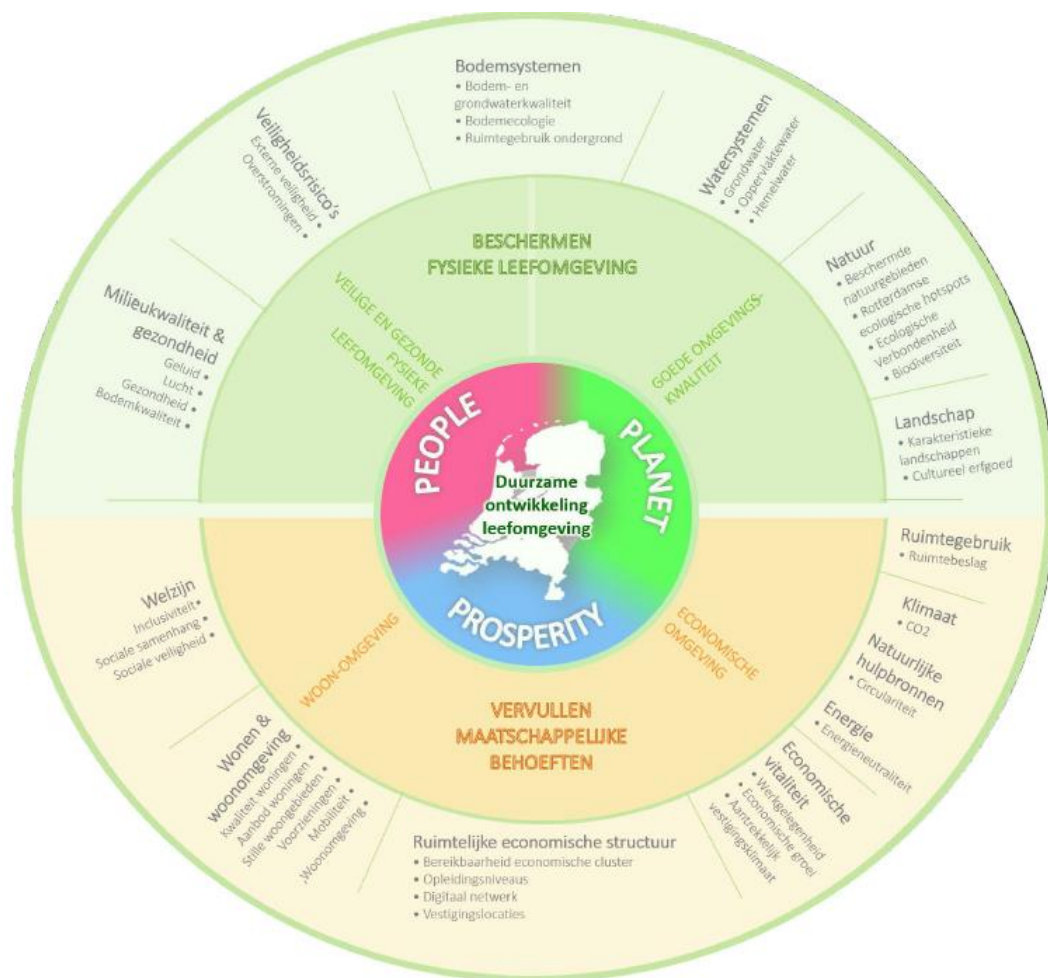 Bodemsystemen
• Bodem- en
grondwaterkwaliteit
• Bodemecologie
• Ruimtegebruik ondergrond
Watersystemen
• Grondwater
• Oppervlaktewater
• Hemelwater
Natuur
• Beschermde
natuurgebieden
• Rotterdamse
ecologische hotspots
• Ecologische
Verbondenheid
• Biodiversiteit
Landschap
• Karakteristieke
landschappen
• Cultureel erfgoed
Ruimtegebruik
• Ruimtebeslag
Klimaat
• CO2
Natuurlijke
hulpbronnen
• Circulariteit
Energie
• Energieneutraliteit
Economische
vitaliteit
• Werkgelegenheid
• Economische groei
• Aantrekkelijk
vestigingsklimaat
Ruimtelijke economische structuur
• Bereikbaarheid economische cluster
• Opleidingsniveaus
• Digitaal netwerk
• Vestigingslocaties
Wonen &
woonomgeving
Kwaliteit woningen •
Aanbod woningen •
Stille woongebieden •
Voorzieningen •
Mobiliteit •
,Woonomgeving •
Welzijn
Inclusiviteit •
Sociale samenhang •
Sociale veiligheid •
Milieukwaliteit &
gezondheid
Geluid •
Lucht •
Gezondheid •
Bodemkwaliteit •
Veiligheidsrisico's
Externe veiligheid •
Overstromingen •
BESCHERMEN
FYSIEKE LEEFOMGEVING
VEILIGE EN GEZONDE
FYSIEKE
LEEFOMGEVING
GOEDE OMGEVINGS-
KWALITEIT
PEOPLE
PLANET
PROSPERITY
Duurzame
ontwikkeling
leefomgeving
WOON-OMGEVING
ECONOMISCHE
OMGEVING
VERVULLEN
MAATSCHAPPELIJKE
BEHOEFTEN